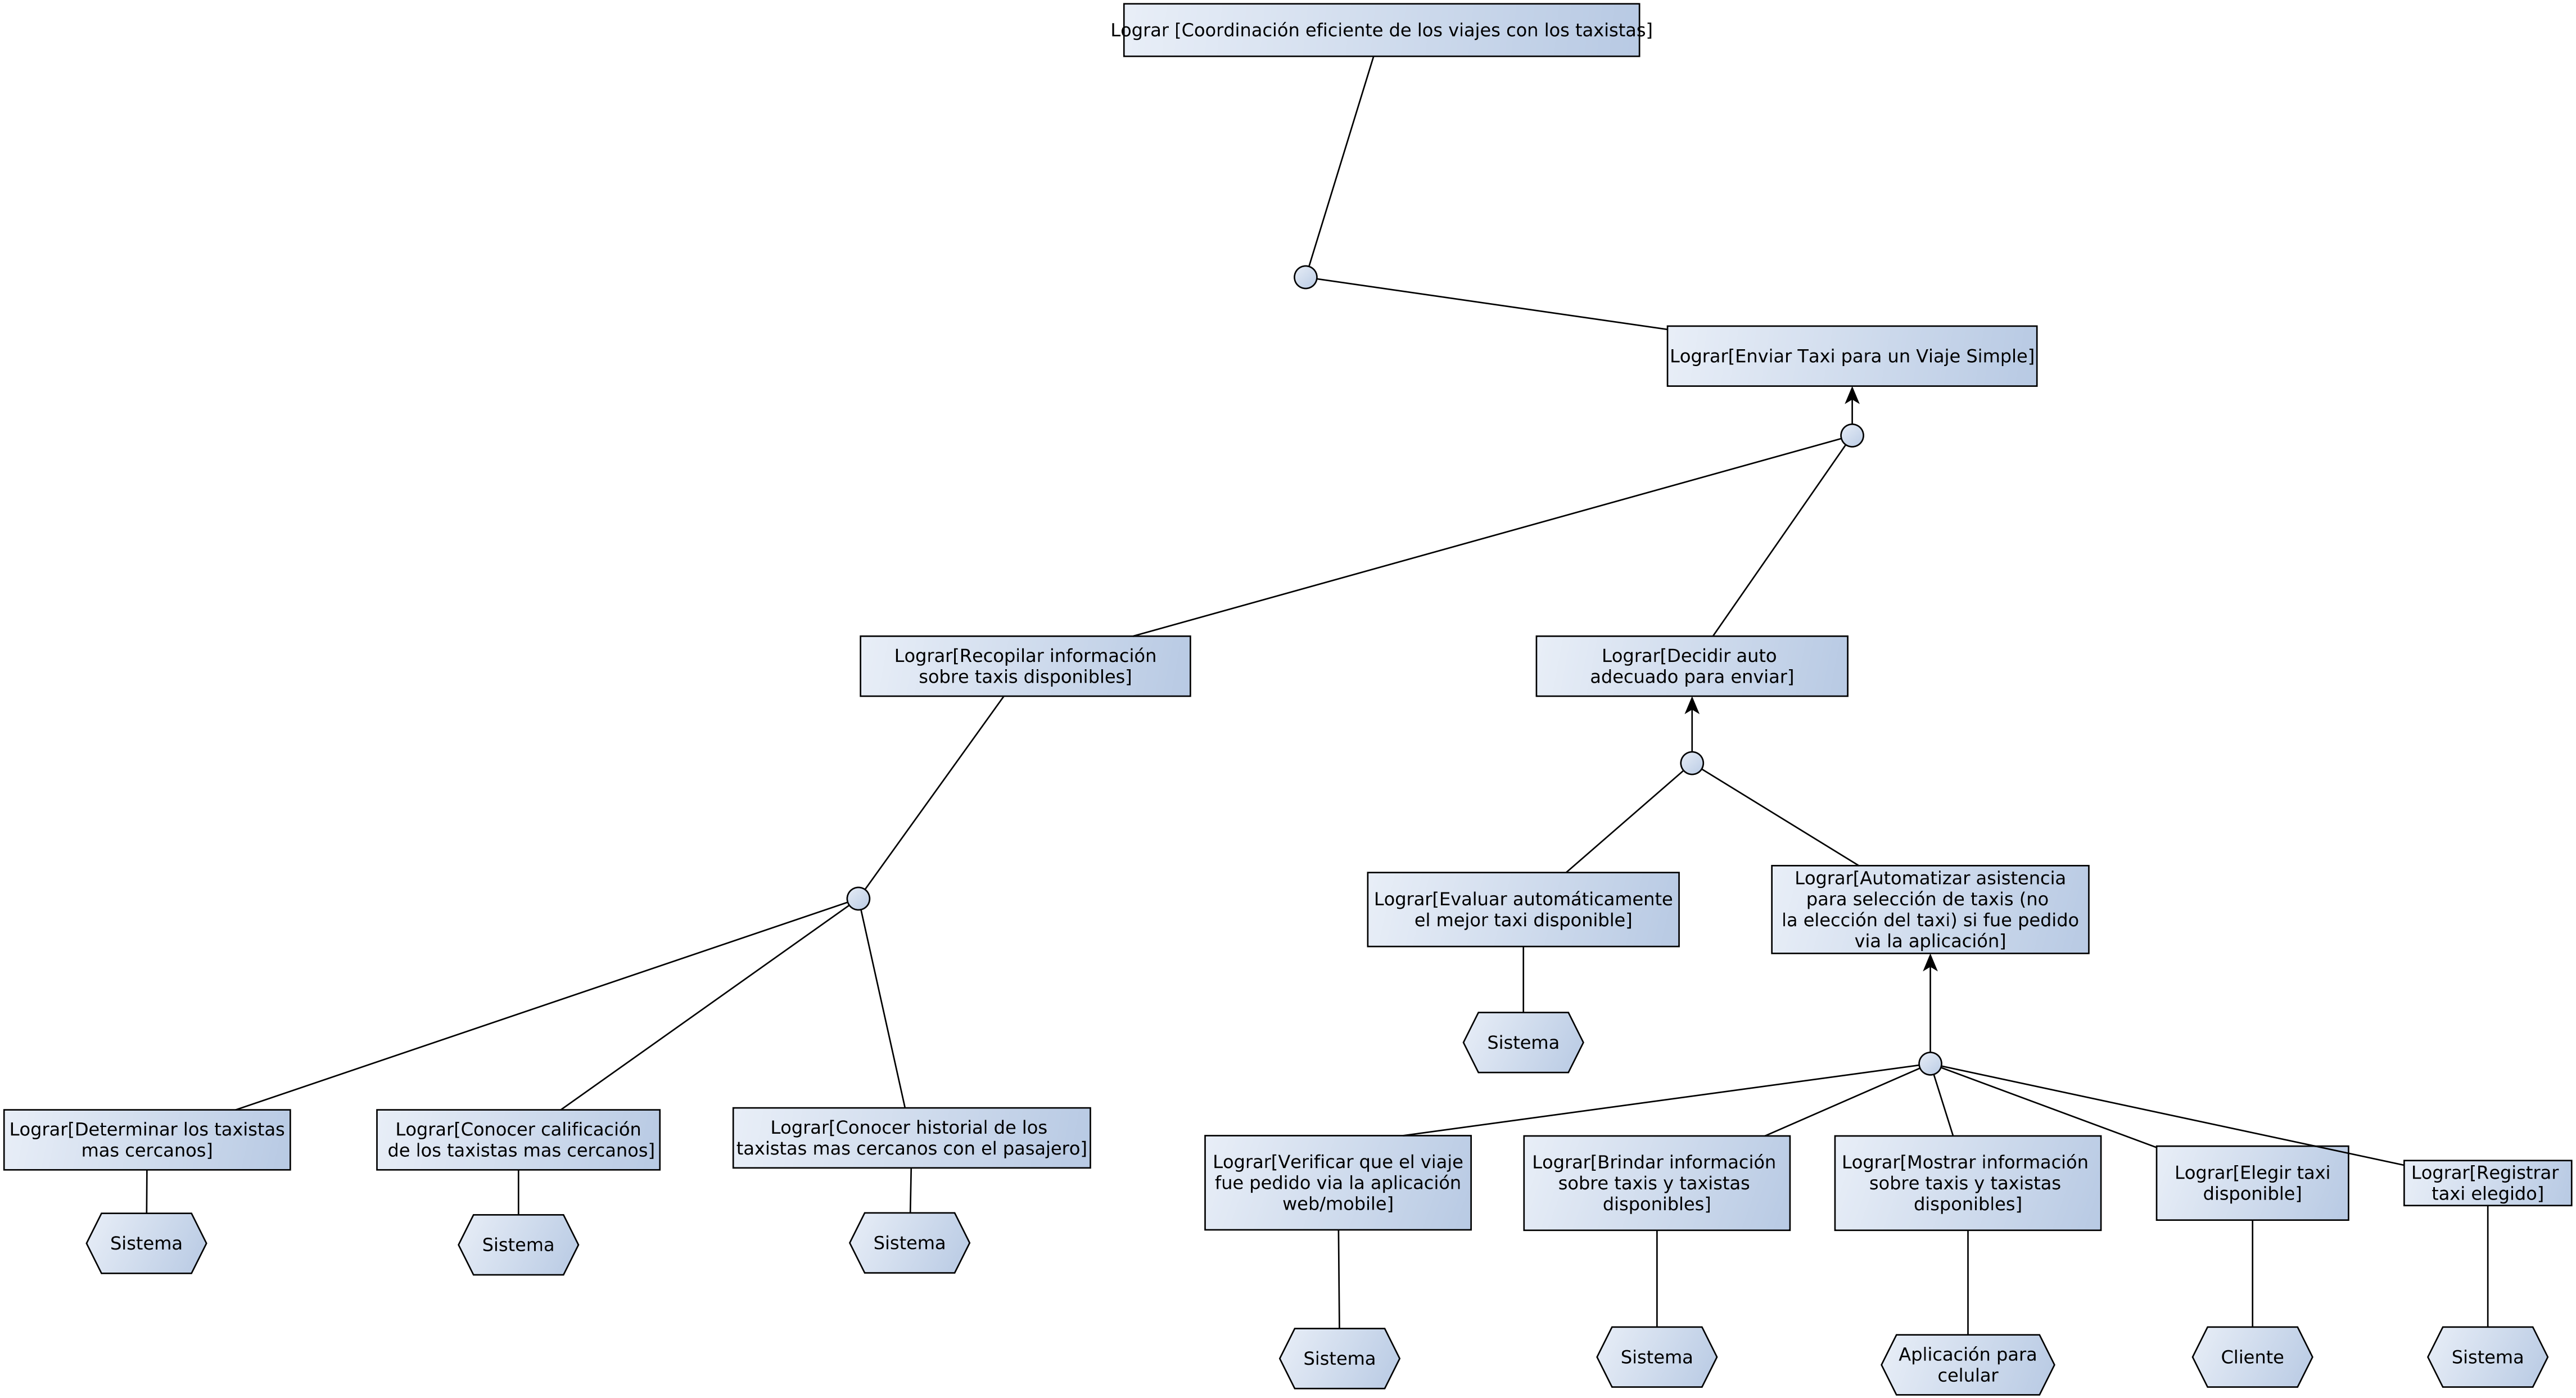 Lograr [Coordinación eficiente de los viajes con los taxistas]
Lograr[Enviar Taxi para un Viaje Simple]
Lograr[Recopilar información
sobre taxis disponibles]
Lograr[Decidir auto
adecuado para enviar]
Lograr[Evaluar automáticamente
el mejor taxi disponible]
Lograr[Automatizar asistencia
para selección de taxis (no
la elección del taxi) si fue pedido
via la aplicación]
Sistema
Lograr[Determinar los taxistas
mas cercanos]
Lograr[Conocer calificación
de los taxistas mas cercanos]
Lograr[Conocer historial de los
taxistas mas cercanos con el pasajero]
Lograr[Verificar que el viaje
fue pedido via la aplicación
web/mobile]
Lograr[Brindar información
sobre taxis y taxistas
disponibles]
Lograr[Mostrar información
sobre taxis y taxistas
disponibles]
Lograr[Elegir taxi
disponible]
Lograr[Registrar
taxi elegido]
Sistema
Sistema
Sistema
Sistema
Sistema
Aplicación para
celular
Cliente
Sistema